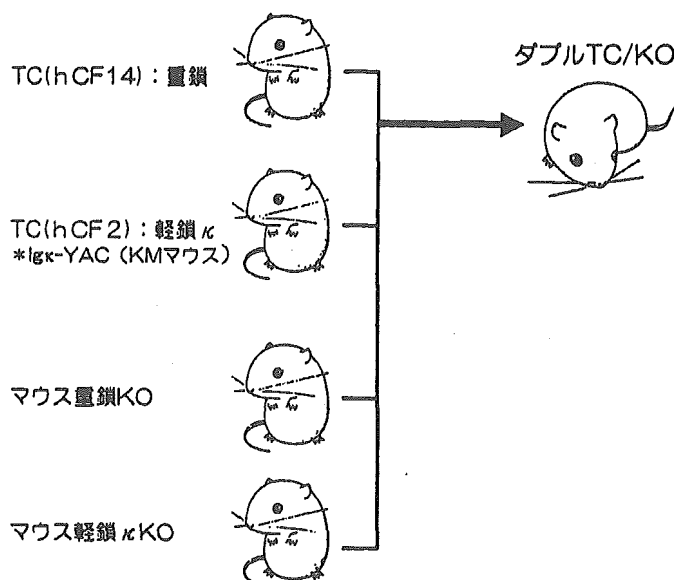 TC(hCF14)：重鎖
ダブルTC/KO
TC(hCF2)：軽鎖κ
*Igκ-YAC（KMマウス）
マウス重鎖KO
マウス軽鎖κKO